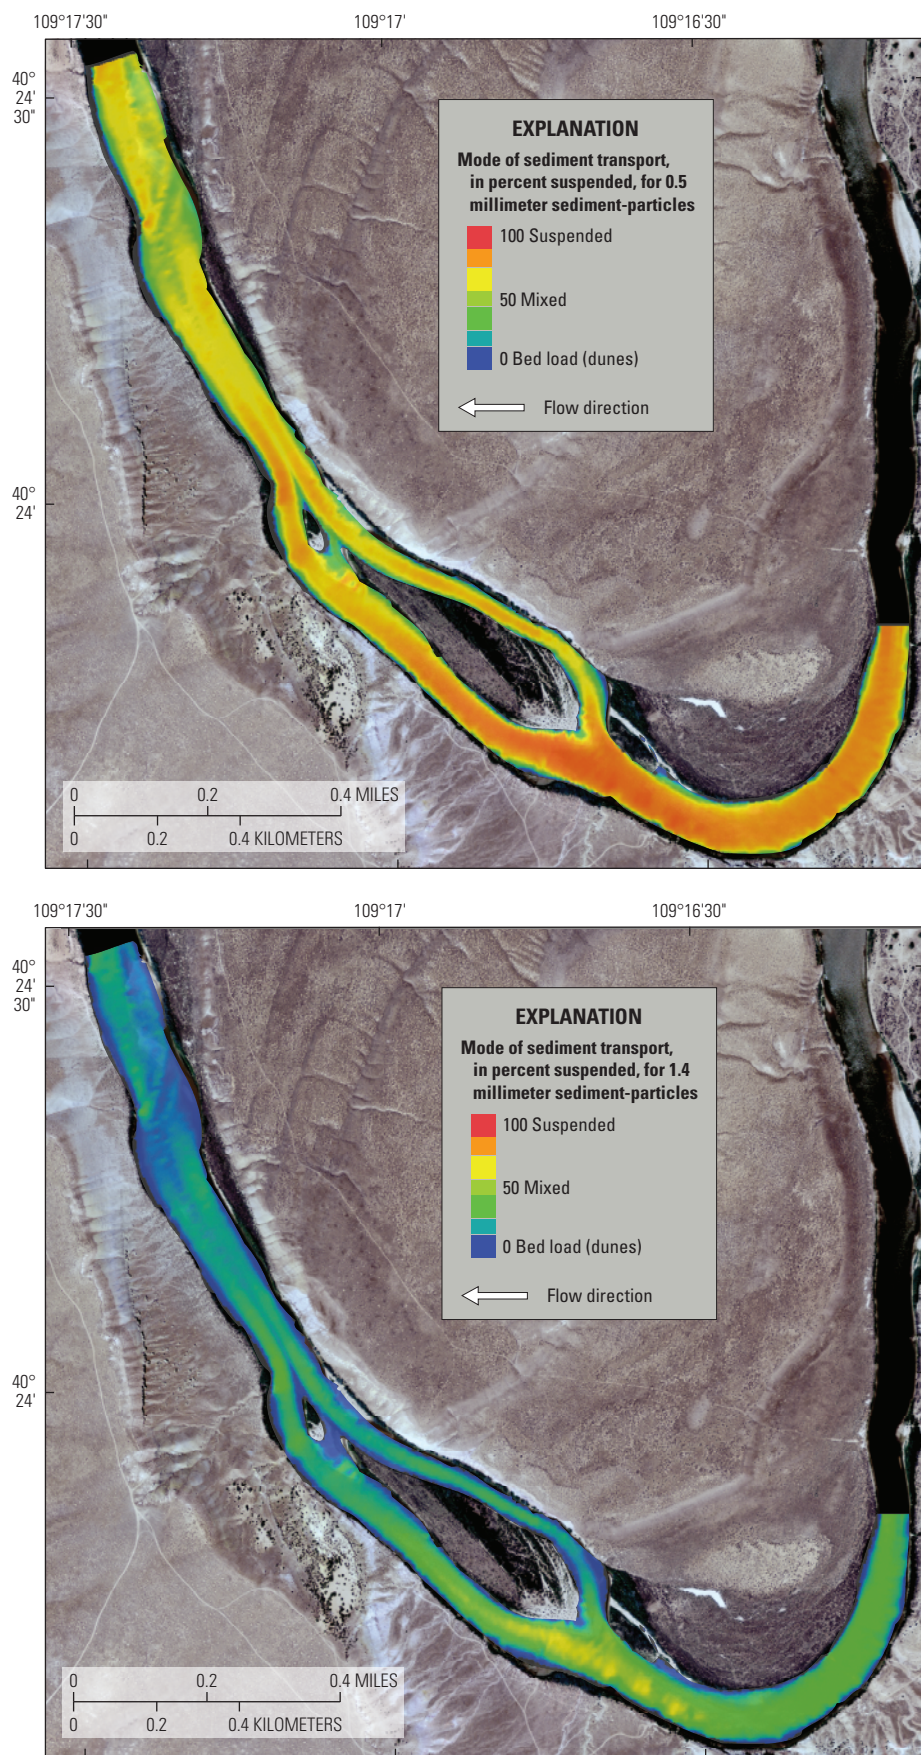 109°17'30" 109°17' 109°16'30"
40°
24'
30"
EXPLANATION
Mode of sediment transport,
in percent suspended, for 0.5
millimeter sediment-particles
100 Suspended
50 Mixed
0 Bed load (dunes)
Flow direction
40°
24'
0 0.2 0.4 MILES
0 0.2 0.4 KILOMETERS
109°17'30" 109°17' 109°16'30"
40°
24'
30"
EXPLANATION
Mode of sediment transport,
in percent suspended, for 1.4
millimeter sediment-particles
100 Suspended
50 Mixed
0 Bed load (dunes)
Flow direction
40°
24'
0 0.2 0.4 MILES
0 0.2 0.4 KILOMETERS